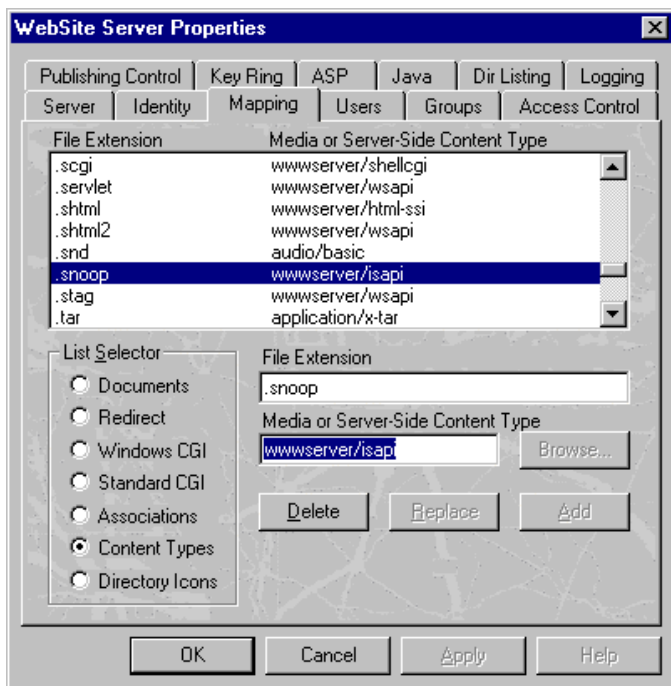 WebSite Server Properties
Publishing Control Key Ring ASP Java Dir Listing Logging
Server Identity Mapping Users Groups Access Control
File Extension Media or Server-Side Content Type
.scgi wwwserver/shellcgi
.servlet wwwserver/wsapi
.shtml wwwserver/html-ssi
.shtml2 wwwserver/wsapi
.snd audio/basic
.snoop wwwserver/isapi
.stag wwwserver/wsapi
.tar application/x-tar
List Selector
Documents
Redirect
Windows CGI
Standard CGI
Associations
Content Types
Directory Icons
File Extension
.snoop
Media or Server-Side Content Type
wwwserver/isapi Browse...
Delete Replace Add
OK Cancel Apply Help